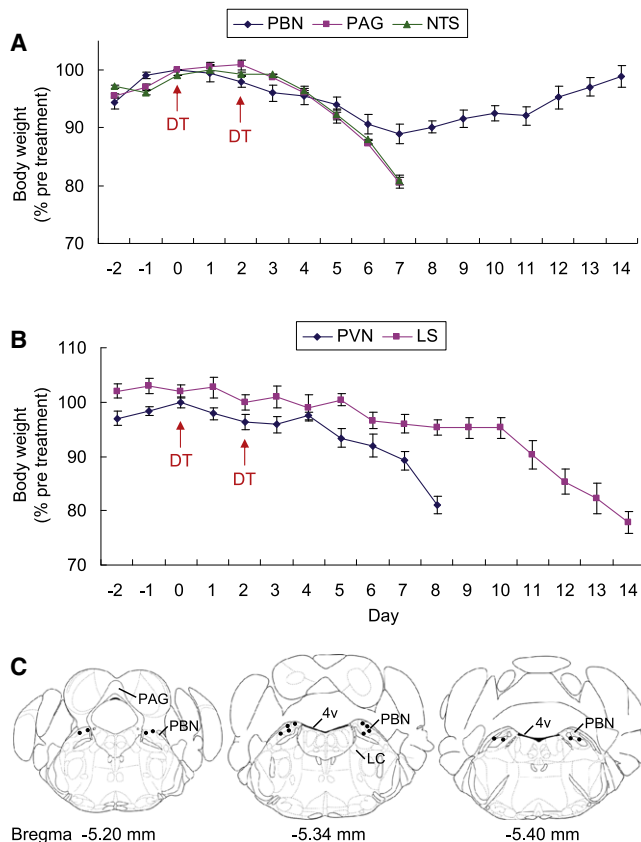 A
PBN PAG NTS
Body weight
(% pre treatment)
100
90
80
70
DT
DT
-2 -1 0 1 2 3 4 5 6 7 8 9 10 11 12 13 14
B
PVN LS
Body weight
(% pre treatment)
110
100
90
80
70
DT
DT
-2 -1 0 1 2 3 4 5 6 7 8 9 10 11 12 13 14
Day
C
PAG
PBN
4v
PBN
LC
4v
PBN
Bregma -5.20 mm -5.34 mm -5.40 mm